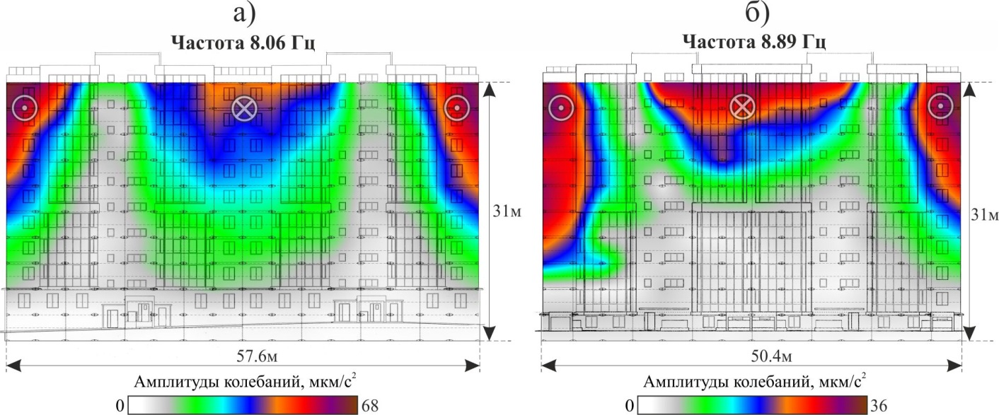 а)
Частота 8.06 Гц
31м
57.6м
Амплитуды колебаний, мкм/с²
0
68
б)
Частота 8.89 Гц
31м
50.4м
Амплитуды колебаний, мкм/с²
0
36